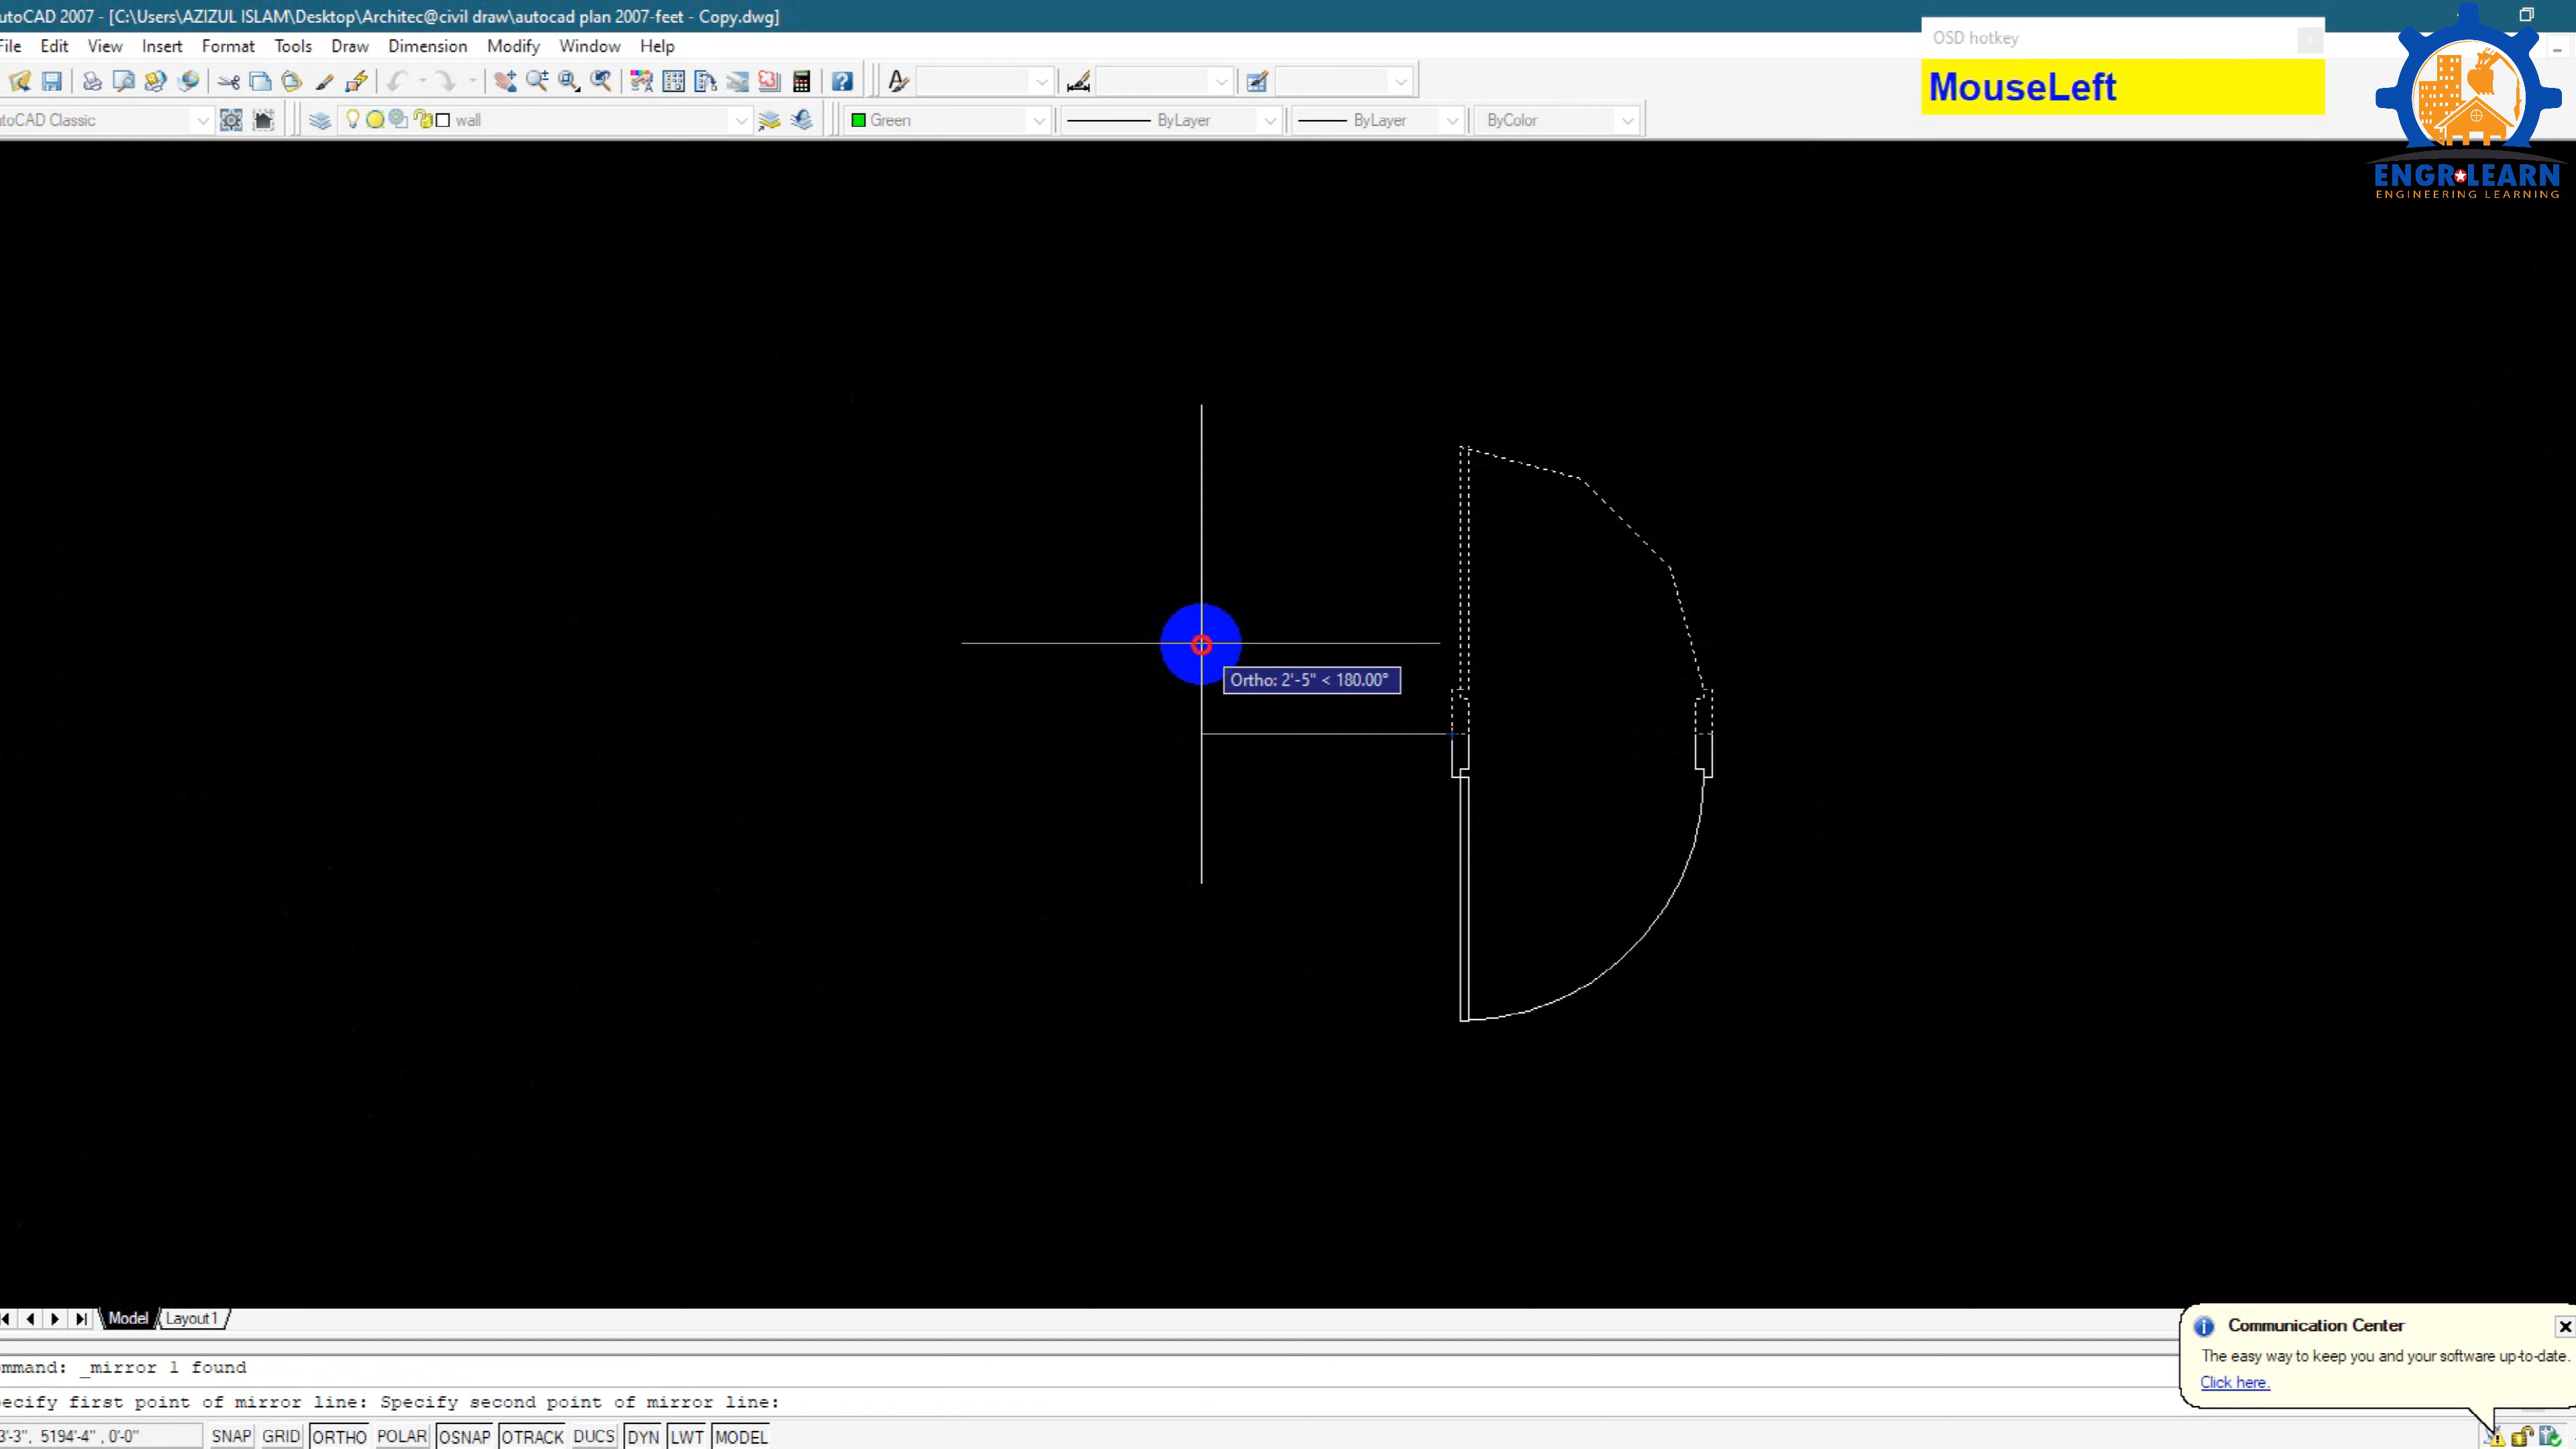 utoCAD 2007 - [C:\Users\AZIZUL ISLAM\Desktop\Architec@civil draw\autocad plan 2007-feet - Copy.dwg]
File Edit View Insert Format Tools Draw Dimension Modify Window Help
OSD hotkey
MouseLeft
ENGR LEARN
ENGINEERING LEARNING
utoCAD Classic
wall
Green
ByLayer
ByLayer
ByColor
Ortho: 2'-5" < 180.00°
Model Layout1
Communication Center
The easy way to keep you and your software up-to-date.
Click here.
ommand: _mirror 1 found
pecify first point of mirror line: Specify second point of mirror line:
3'-3", 5194'-4" , 0'-0" SNAP GRID ORTHO POLAR OSNAP OTRACK DUCS DYN LWT MODEL